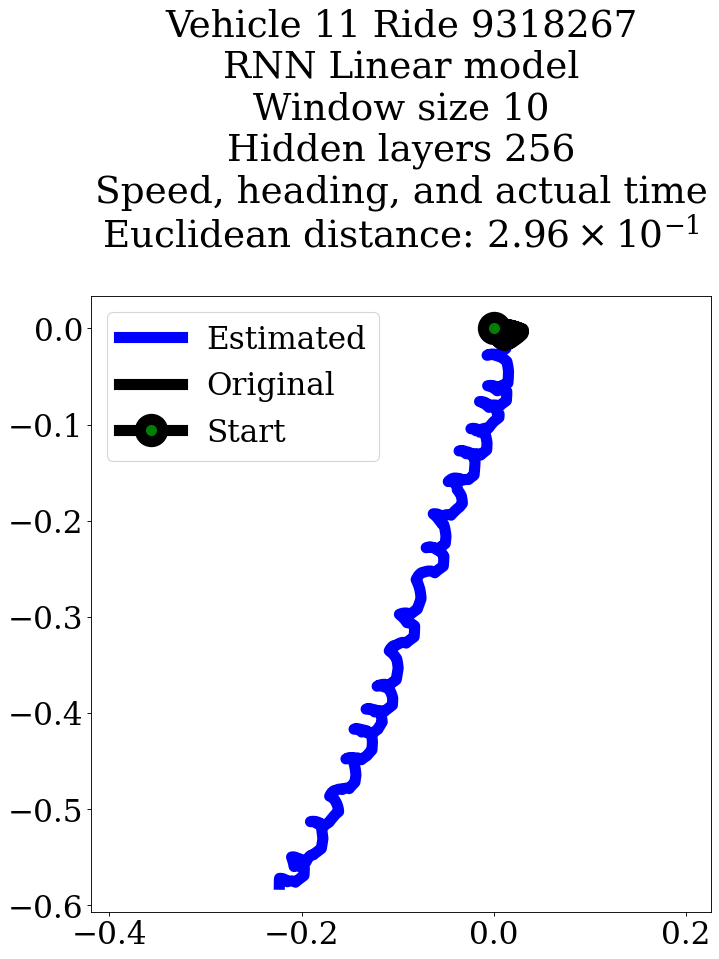 Vehicle 11 Ride 9318267
RNN Linear model
Window size 10
Hidden layers 256
Speed, heading, and actual time
Euclidean distance: 2.96 × 10⁻¹
Estimated
Original
Start
0.0
−0.1
−0.2
−0.3
−0.4
−0.5
−0.6
−0.4 −0.2 0.0 0.2